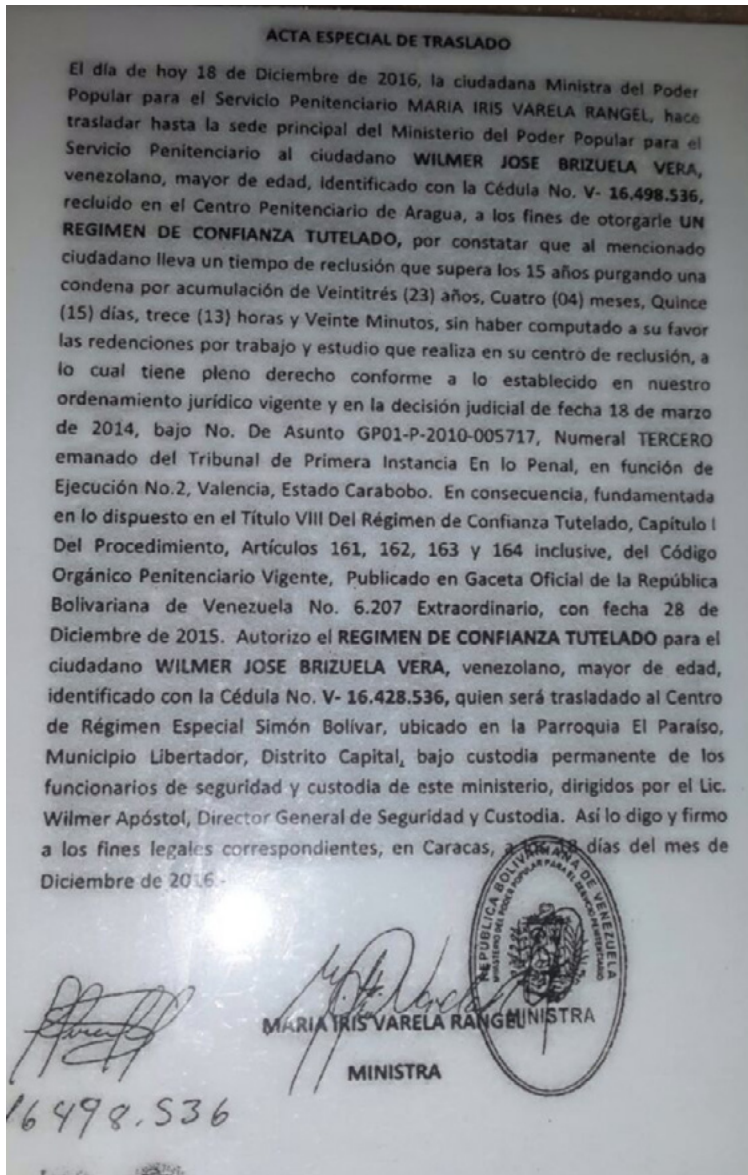 ACTA ESPECIAL DE TRASLADO
El día de hoy 18 de Diciembre de 2016, la ciudadana Ministra del Poder
Popular para el Servicio Penitenciario MARIA IRIS VARELA RANGEL, hace
trasladar hasta la sede principal del Ministerio del Poder Popular para el
Servicio Penitenciario al ciudadano WILMER JOSE BRIZUELA VERA,
venezolano, mayor de edad, identificado con la Cédula No. V- 16.498.536,
recluido en el Centro Penitenciario de Aragua, a los fines de otorgarle UN
REGIMEN DE CONFIANZA TUTELADO, por constatar que al mencionado
ciudadano lleva un tiempo de reclusión que supera los 15 años purgando una
condena por acumulación de Veintitrés (23) años, Cuatro (04) meses, Quince
(15) días, trece (13) horas y Veinte Minutos, sin haber computado a su favor
las redenciones por trabajo y estudio que realiza en su centro de reclusión, a
lo cual tiene pleno derecho conforme a lo establecido en nuestro
ordenamiento jurídico vigente y en la decisión judicial de fecha 18 de marzo
de 2014, bajo No. De Asunto GP01-P-2010-005717, Numeral TERCERO
emanado del Tribunal de Primera Instancia En lo Penal, en función de
Ejecución No.2, Valencia, Estado Carabobo. En consecuencia, fundamentada
en lo dispuesto en el Título VIII Del Régimen de Confianza Tutelado, Capítulo I
Del Procedimiento, Artículos 161, 162, 163 y 164 inclusive, del Código
Orgánico Penitenciario Vigente, Publicado en Gaceta Oficial de la República
Bolivariana de Venezuela No. 6.207 Extraordinario, con fecha 28 de
Diciembre de 2015. Autorizo el REGIMEN DE CONFIANZA TUTELADO para el
ciudadano WILMER JOSE BRIZUELA VERA, venezolano, mayor de edad,
identificado con la Cédula No. V- 16.428.536, quien será trasladado al Centro
de Régimen Especial Simón Bolívar, ubicado en la Parroquia El Paraíso,
Municipio Libertador, Distrito Capital, bajo custodia permanente de los
funcionarios de seguridad y custodia de este ministerio, dirigidos por el Lic.
Wilmer Apóstol, Director General de Seguridad y Custodia. Así lo digo y firmo
a los fines legales correspondientes, en Caracas, a los 18 días del mes de
Diciembre de 2016.-
REPUBLICA BOLIVARIANA DE VENEZUELA
MINISTERIO DEL PODER POPULAR PARA EL SERVICIO PENITENCIARIO
MINISTRA
MARIA IRIS VARELA RANGEL
MINISTRA
16498.536